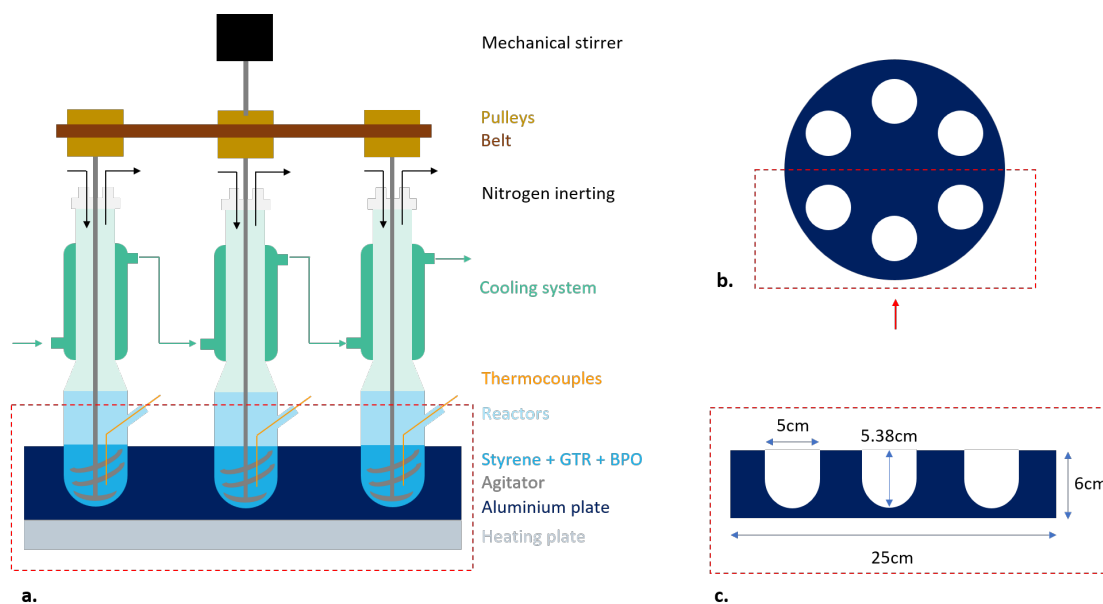 Mechanical stirrer
Pulleys
Belt
Nitrogen inerting
Cooling system
Thermocouples
Reactors
Styrene + GTR + BPO
Agitator
Aluminium plate
Heating plate
a.
b.
5cm
5.38cm
6cm
25cm
c.